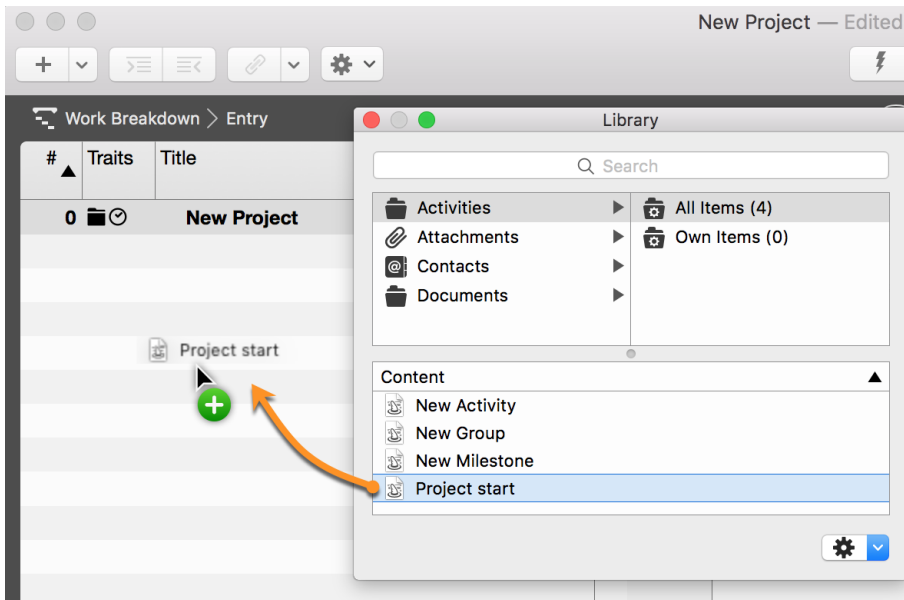 New Project — Edited
Work Breakdown > Entry
Library
# Traits Title
Search
0 New Project
Activities
All Items (4)
Attachments
Own Items (0)
Contacts
Documents
Project start
Content
New Activity
New Group
New Milestone
Project start